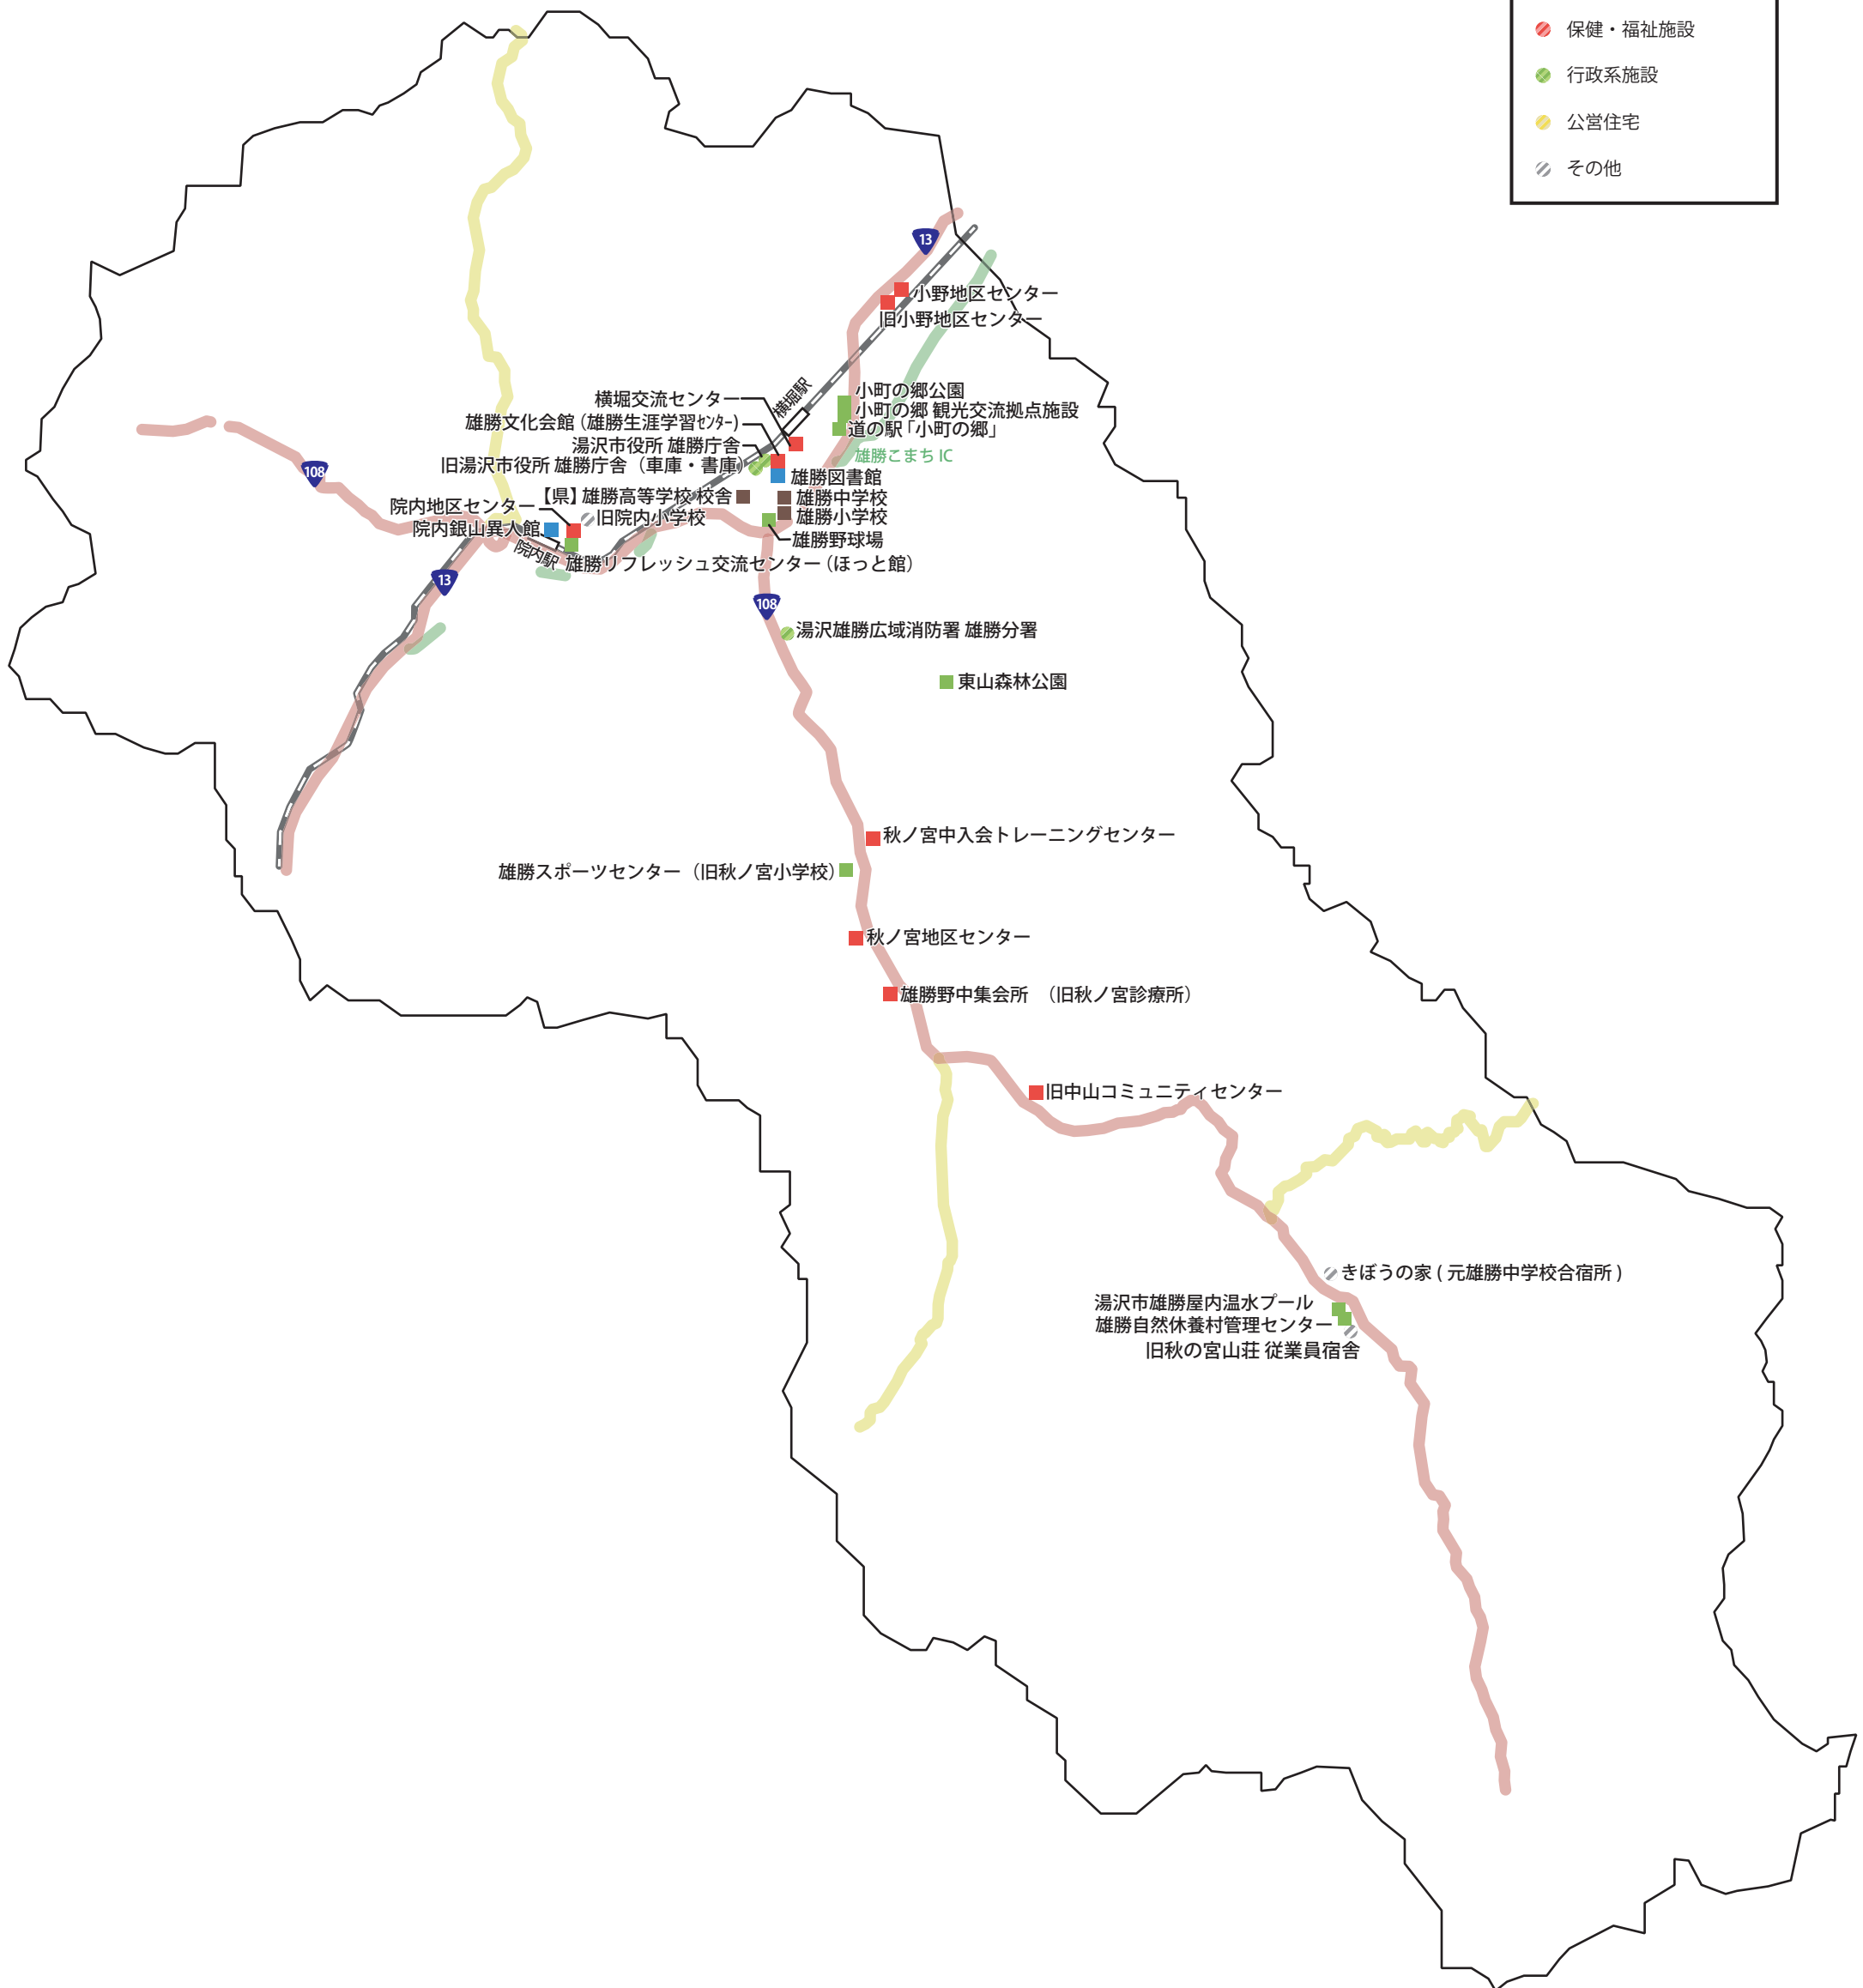 保健・福祉施設
行政系施設
公営住宅
その他
13
小野地区センター
旧小野地区センター
横堀駅
小町の郷公園
小町の郷 観光交流拠点施設
道の駅「小町の郷」
雄勝こまち IC
横堀交流センター
雄勝文化会館（雄勝生涯学習ｾﾝﾀｰ)
湯沢市役所 雄勝庁舎
旧湯沢市役所 雄勝庁舎（車庫・書庫）
雄勝図書館
108
【県】雄勝高等学校 校舎
雄勝中学校
院内地区センター
旧院内小学校
雄勝小学校
院内銀山異人館
雄勝野球場
院内駅
雄勝リフレッシュ交流センター（ほっと館）
13
108
湯沢雄勝広域消防署 雄勝分署
東山森林公園
秋ノ宮中入会トレーニングセンター
雄勝スポーツセンター（旧秋ノ宮小学校）
秋ノ宮地区センター
雄勝野中集会所　（旧秋ノ宮診療所）
旧中山コミュニティセンター
きぼうの家 ( 元雄勝中学校合宿所 )
湯沢市雄勝屋内温水プール
雄勝自然休養村管理センター
旧秋の宮山荘 従業員宿舎